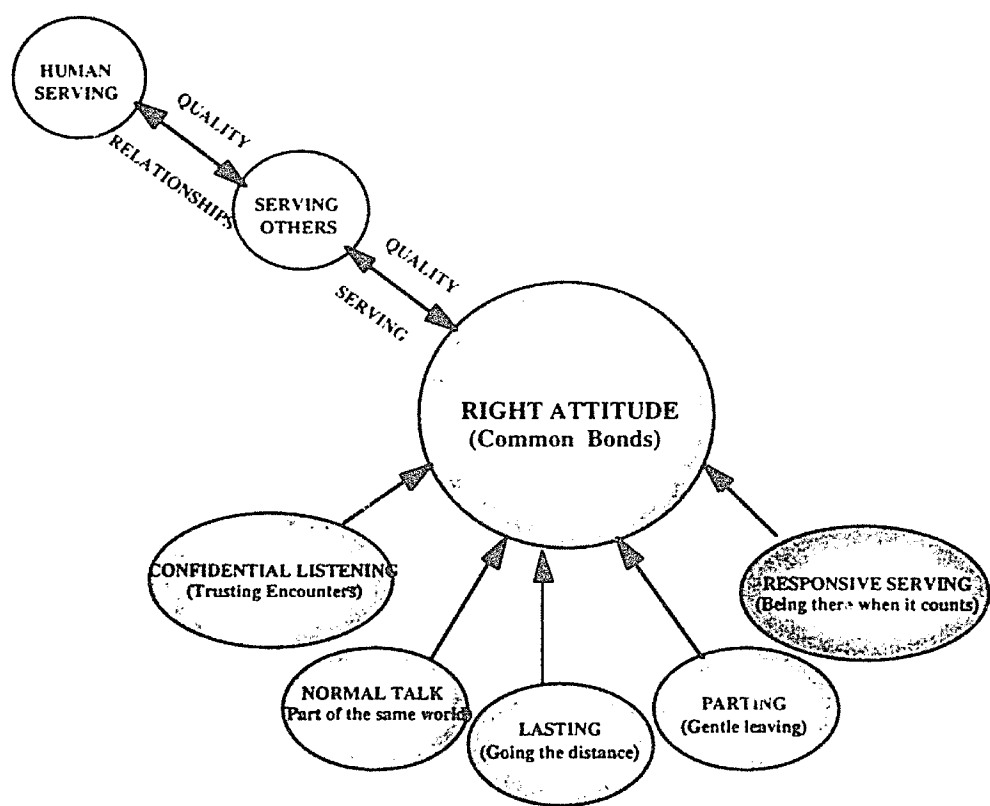 HUMAN
SERVING
QUALITY
RELATIONSHIPS
SERVING
OTHERS
QUALITY
SERVING
RIGHT ATTITUDE
(Common Bonds)
CONFIDENTIAL LISTENING
(Trusting Encounters)
RESPONSIVE SERVING
(Being there when it counts)
NORMAL TALK
(Part of the same world)
LASTING
(Going the distance)
PARTING
(Gentle leaving)